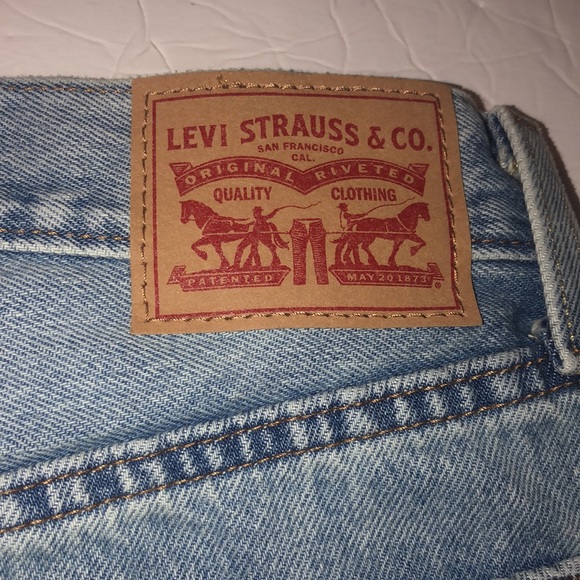 LEVI STRAUSS & CO.
SAN FRANCISCO
CAL.
ORIGINAL RIVETED
QUALITY CLOTHING
PATENTED MAY 20 1873
®